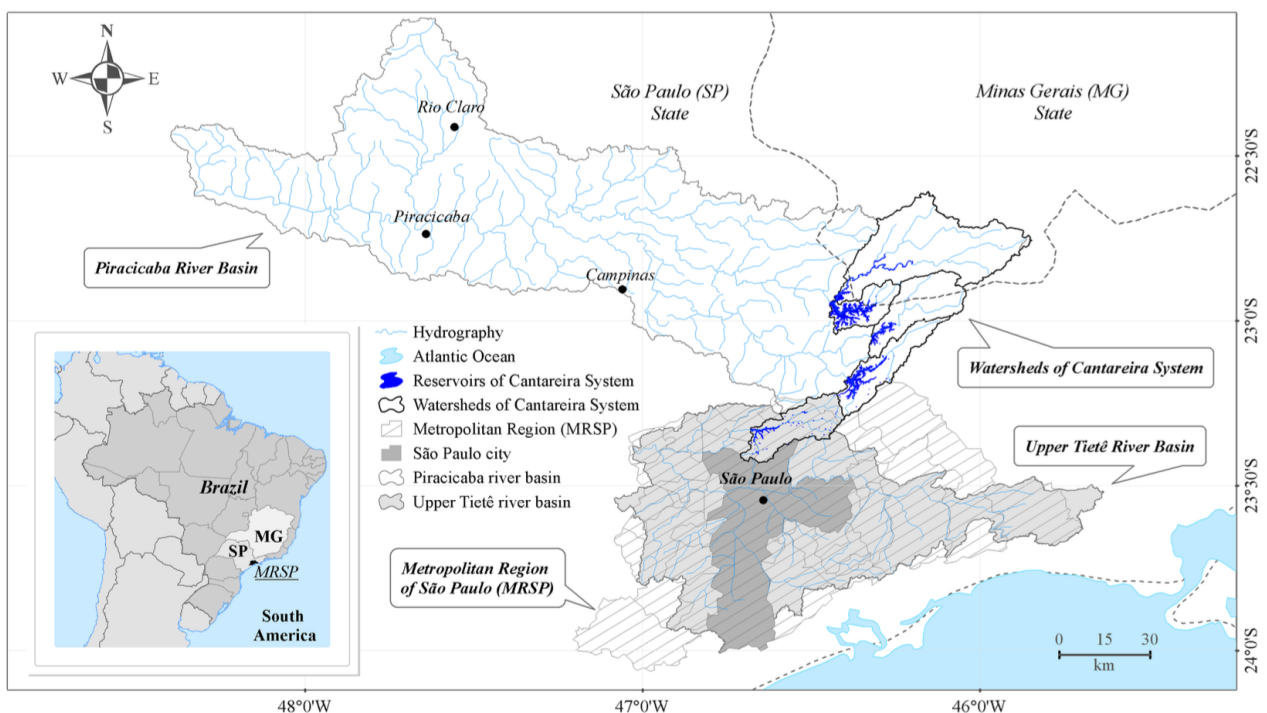 N
W
E
S
São Paulo (SP)
State
Minas Gerais (MG)
State
Rio Claro
Piracicaba
Campinas
Piracicaba River Basin
22°30'S
23°0'S
23°30'S
24°0'S
Hydrography
Atlantic Ocean
Reservoirs of Cantareira System
Watersheds of Cantareira System
Metropolitan Region (MRSP)
São Paulo city
Piracicaba river basin
Upper Tietê river basin
Watersheds of Cantareira System
Upper Tietê River Basin
São Paulo
Metropolitan Region
of São Paulo (MRSP)
Brazil
MG
SP
MRSP
South
America
0 15 30
km
48°0'W
47°0'W
46°0'W